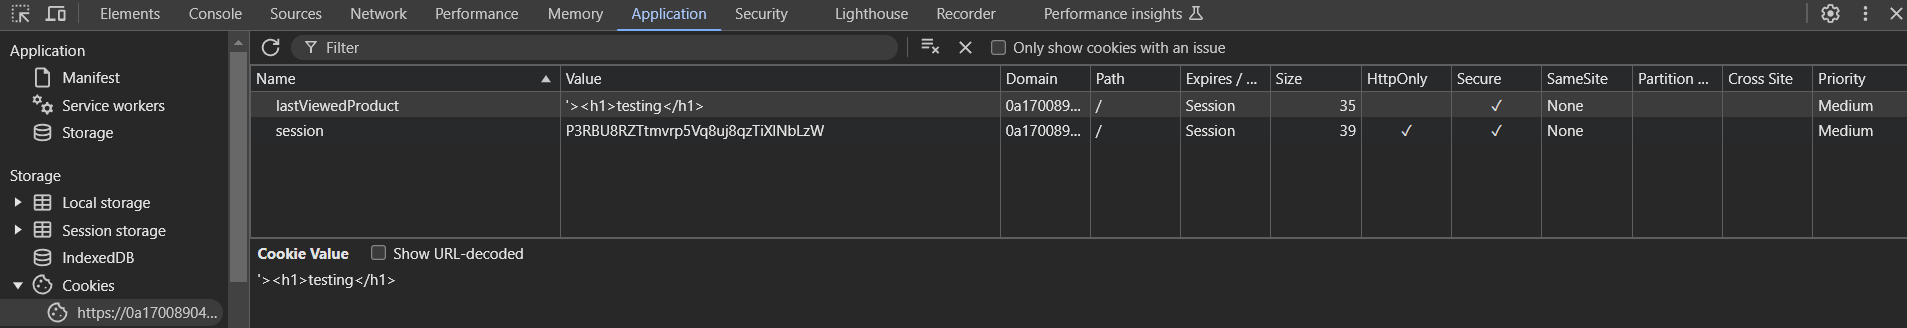 Elements Console Sources Network Performance Memory Application Security Lighthouse Recorder Performance insights
Application
Manifest
Service workers
Storage
Storage
Local storage
Session storage
IndexedDB
Cookies
https://0a17008904...
Filter
Only show cookies with an issue
Name Value Domain Path Expires / ... Size HttpOnly Secure SameSite Partition ... Cross Site Priority
lastViewedProduct '><h1>testing</h1> 0a170089... / Session 35 ✓ None Medium
session P3RBU8RZTtmvrp5Vq8uj8qzTiXlNbLzW 0a170089... / Session 39 ✓ ✓ None Medium
Cookie Value Show URL-decoded
'><h1>testing</h1>